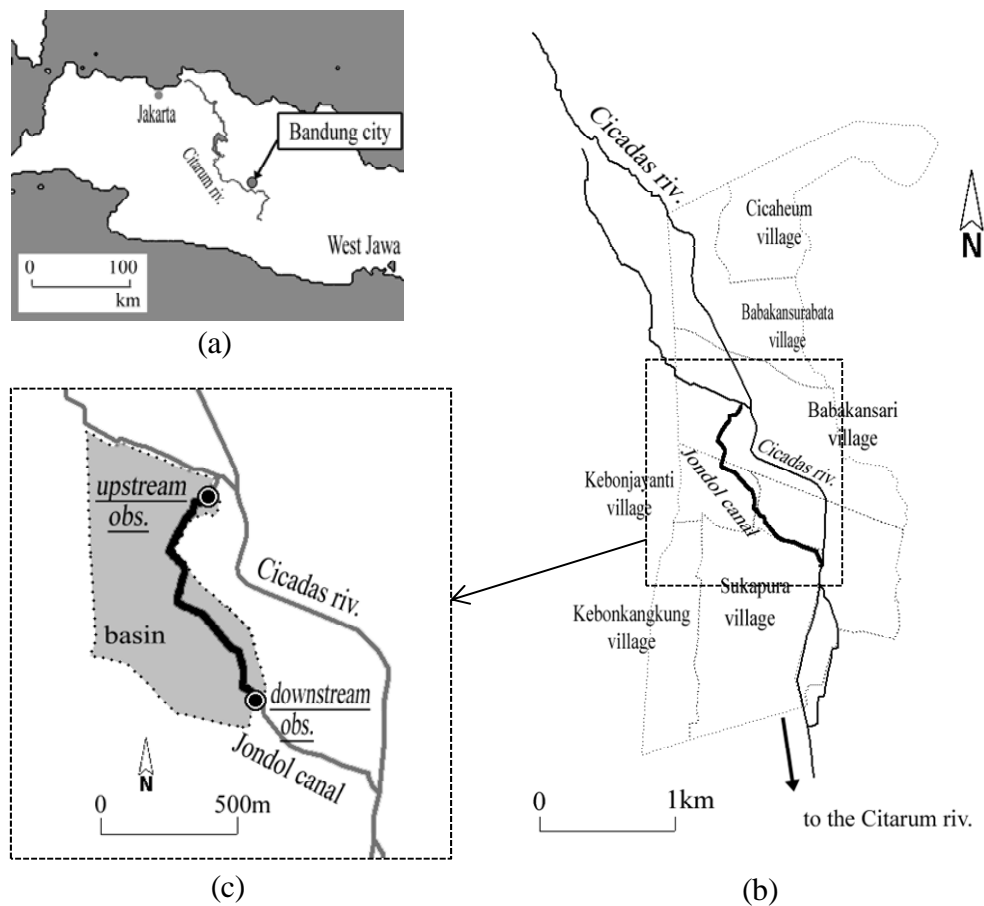 Jakarta
Bandung city
Citarum riv.
West Jawa
0 100
km
(a)
Cicadas riv.
Cicaheum
village
N
Babakansurabata
village
Babakansari
village
Cicadas riv.
Jondol canal
Kebonjayanti
village
Sukapura
village
Kebonkangkung
village
0 1km
to the Citarum riv.
(b)
upstream
obs.
Cicadas riv.
basin
downstream
obs.
Jondol canal
N
0 500m
(c)